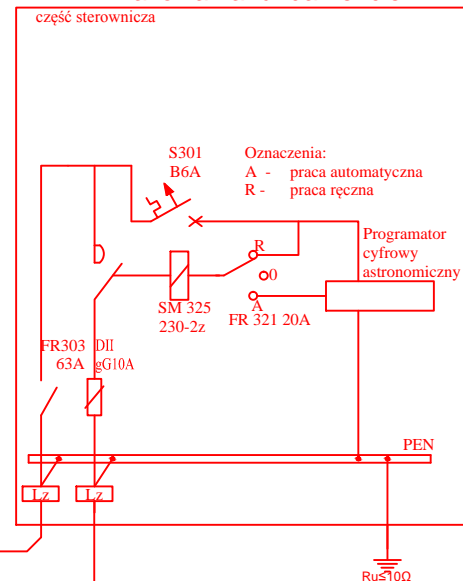 część sterownicza
S301
B6A
Oznaczenia:
A - praca automatyczna
R - praca ręczna
R
0
A
Programator
cyfrowy
astronomiczny
SM 325
230-2z
FR 321 20A
FR303
63A
DII
gG10A
PEN
Lz
Lz
Ru≤10Ω